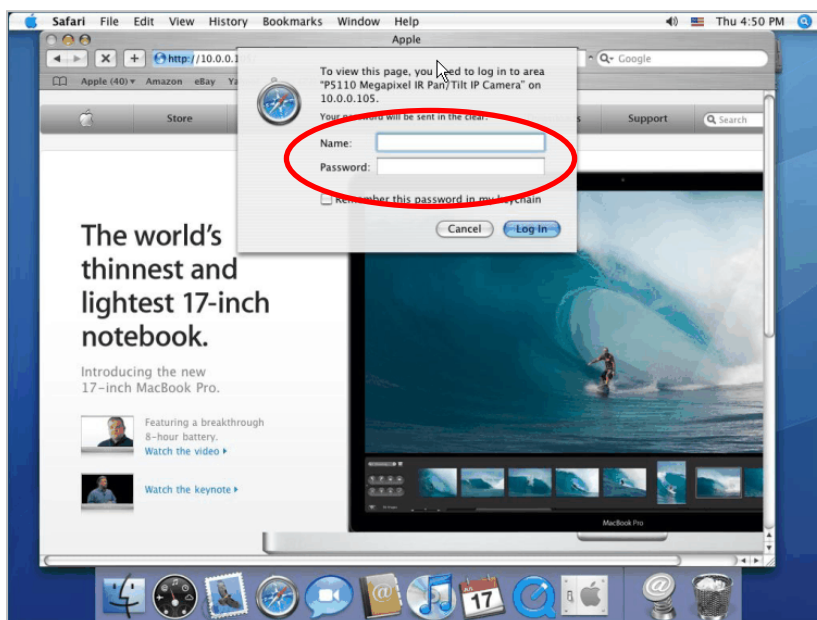 Safari File Edit View History Bookmarks Window Help Thu 4:50 PM
Apple
http://10.0.0.1
Google
Apple (40) Amazon eBay
Store Support Search
To view this page, you need to log in to area
"P5110 Megapixel IR Pan/Tilt IP Camera" on
10.0.0.105.
Your password will be sent in the clear.
Name:
Password:
Remember this password in my keychain
Cancel Log In
The world's
thinnest and
lightest 17-inch
notebook.
Introducing the new
17-inch MacBook Pro.
Featuring a breakthrough
8-hour battery.
Watch the video
Watch the keynote
MacBook Pro
JUL
17